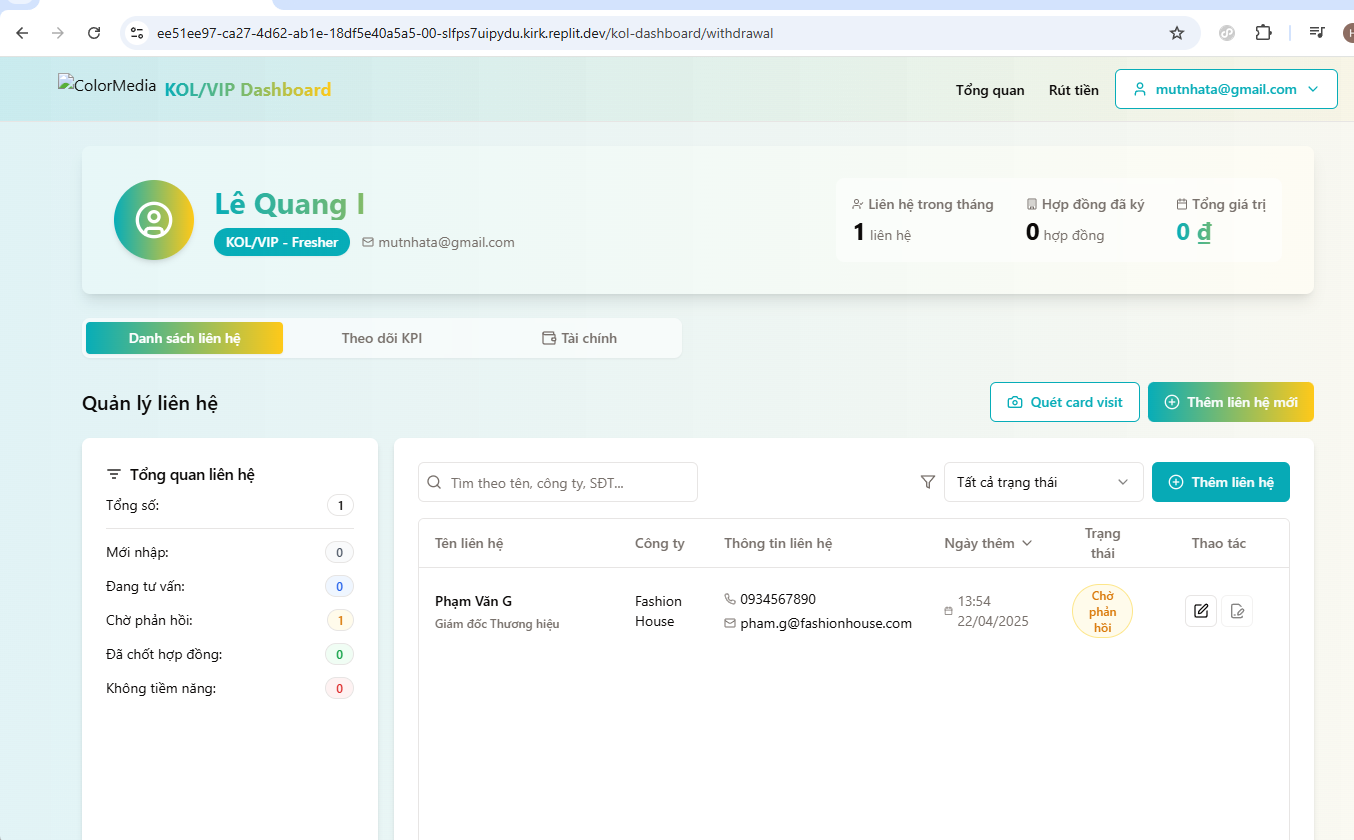 ee51ee97-ca27-4d62-ab1e-18df5e40a5a5-00-slfps7uipydu.kirk.replit.dev/kol-dashboard/withdrawal
H
ColorMedia KOL/VIP Dashboard
Tổng quan
Rút tiền
mutnhata@gmail.com
Lê Quang I
KOL/VIP - Fresher
mutnhata@gmail.com
Liên hệ trong tháng
1 liên hệ
Hợp đồng đã ký
0 hợp đồng
Tổng giá trị
0 ₫
Danh sách liên hệ
Theo dõi KPI
Tài chính
Quản lý liên hệ
Quét card visit
Thêm liên hệ mới
Tổng quan liên hệ
Tổng số: 1
Mới nhập: 0
Đang tư vấn: 0
Chờ phản hồi: 1
Đã chốt hợp đồng: 0
Không tiềm năng: 0
Tìm theo tên, công ty, SĐT...
Tất cả trạng thái
Thêm liên hệ
Tên liên hệ
Công ty
Thông tin liên hệ
Ngày thêm
Trạng
thái
Thao tác
Phạm Văn G
Giám đốc Thương hiệu
Fashion
House
0934567890
pham.g@fashionhouse.com
13:54
22/04/2025
Chờ
phản
hồi